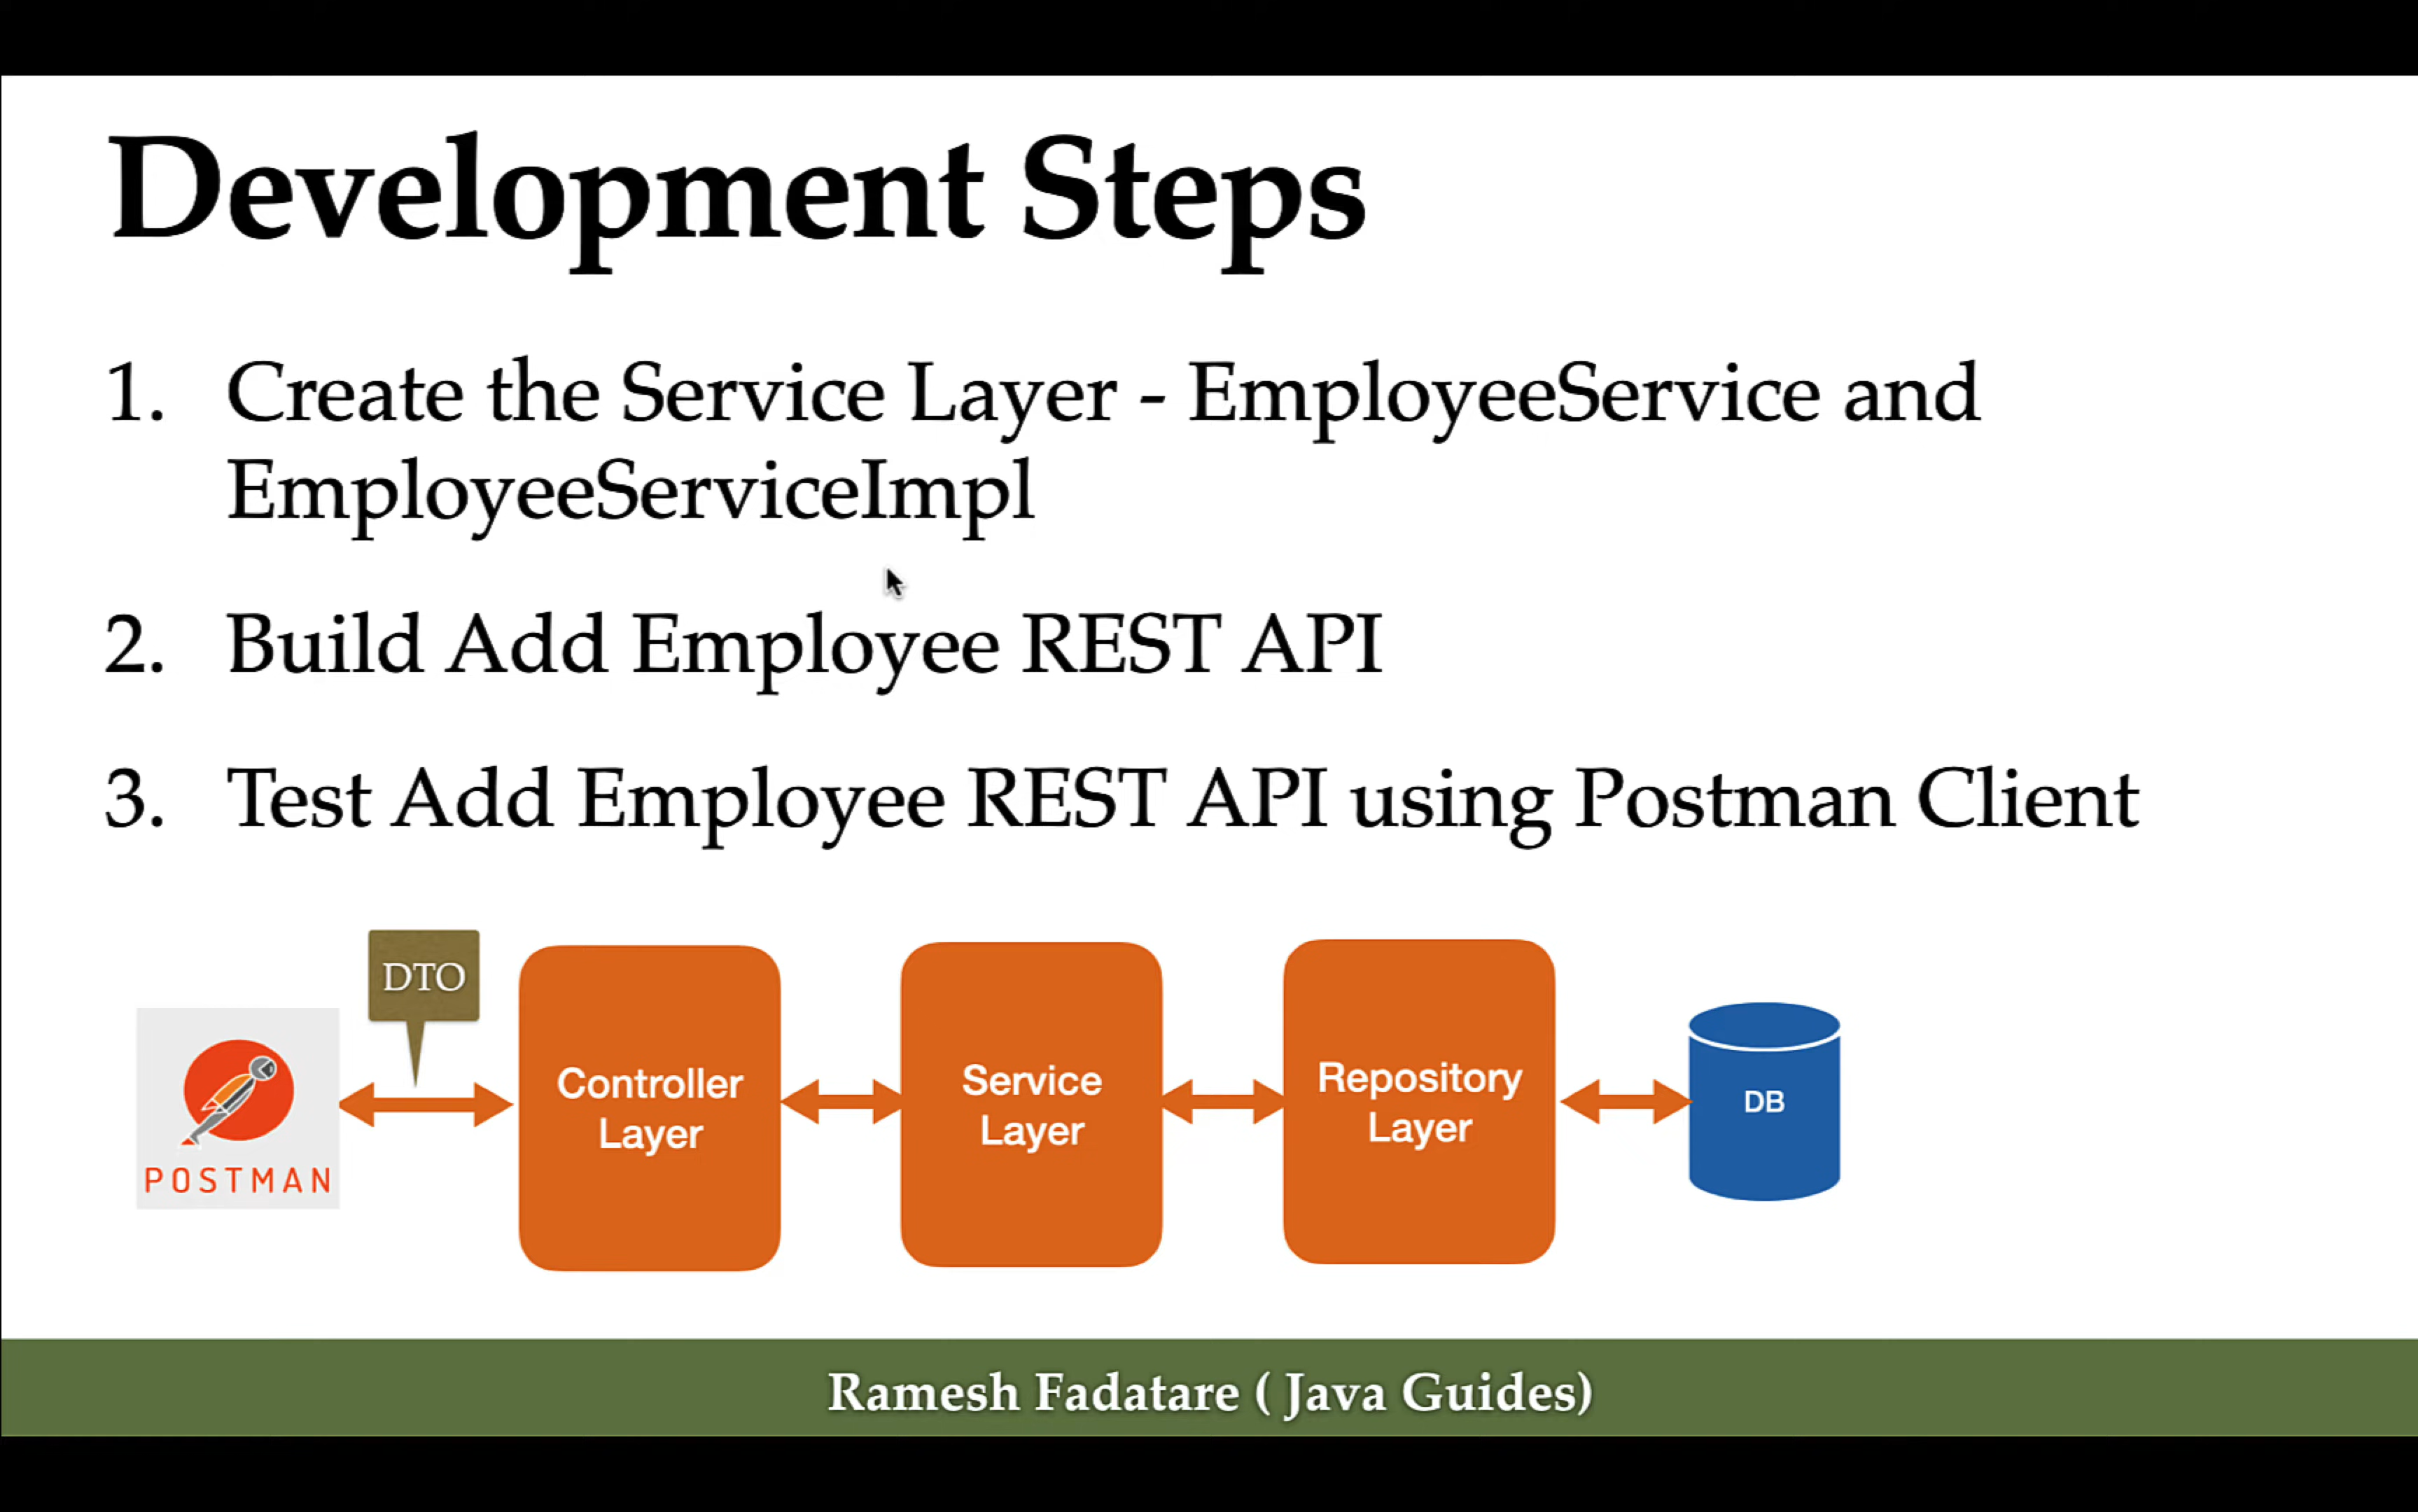 Development Steps
1. Create the Service Layer - EmployeeService and
EmployeeServiceImpl
2. Build Add Employee REST API
3. Test Add Employee REST API using Postman Client
DTO
POSTMAN
Controller
Layer
Service
Layer
Repository
Layer
DB
Ramesh Fadatare ( Java Guides)